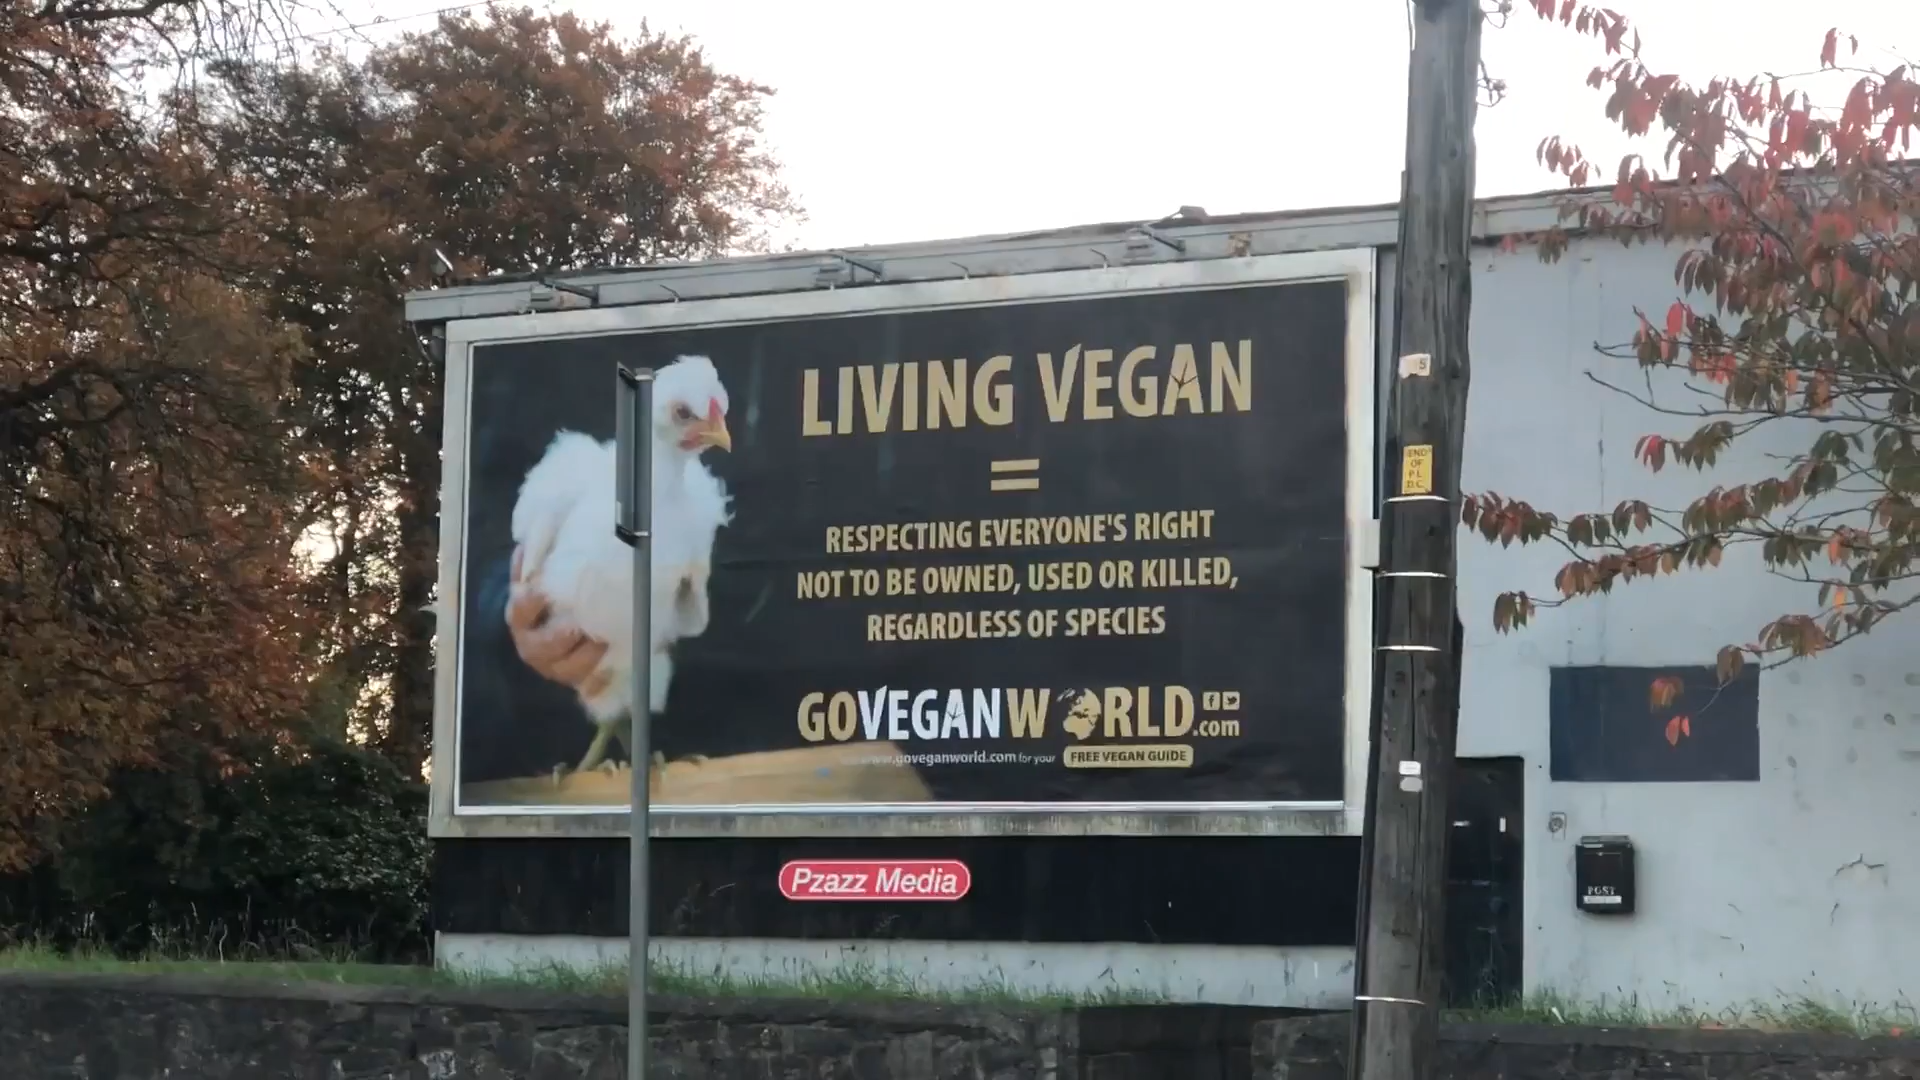 LIVING VEGAN
=
RESPECTING EVERYONE'S RIGHT
NOT TO BE OWNED, USED OR KILLED,
REGARDLESS OF SPECIES
GOVEGANWORLD.com
www.goveganworld.com for your FREE VEGAN GUIDE
Pzazz Media
5
END
OF
P.L.
D.C.
POST